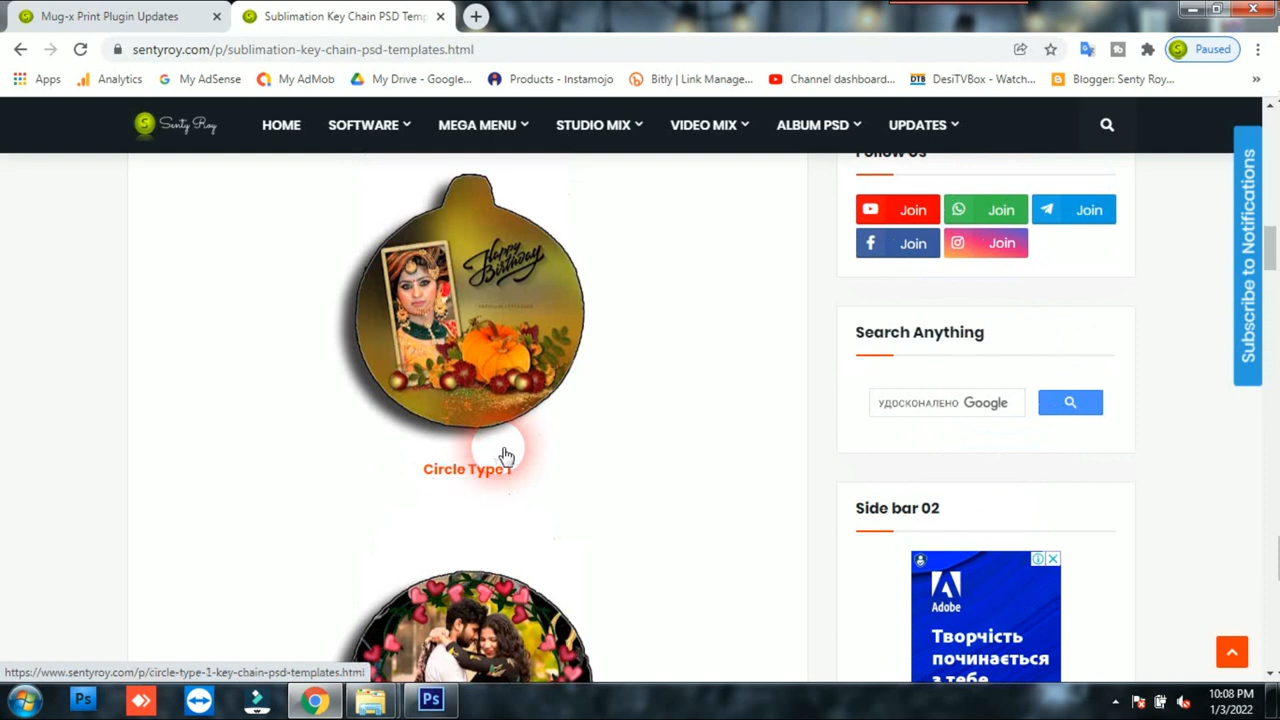 Mug-x Print Plugin Updates
Sublimation Key Chain PSD Temp
sentyroy.com/p/sublimation-key-chain-psd-templates.html
Paused
Apps
Analytics
My AdSense
My AdMob
My Drive - Google...
Products - Instamojo
Bitly | Link Manage...
Channel dashboard...
DTB
DesiTVBox - Watch...
Blogger: Senty Roy...
»
Senty Roy
HOME
SOFTWARE
MEGA MENU
STUDIO MIX
VIDEO MIX
ALBUM PSD
UPDATES
Follow Us
Join
Join
Join
Join
Join
Subscribe to Notifications
Happy
Birthday
Search Anything
УДОСКОНАЛЕНО Google
Circle Type 1
Side bar 02
Adobe
Творчість
починається
з тебе
https://www.sentyroy.com/p/circle-type-1-key-chain-psd-templates.html
Ps
Ps
10:08 PM
1/3/2022